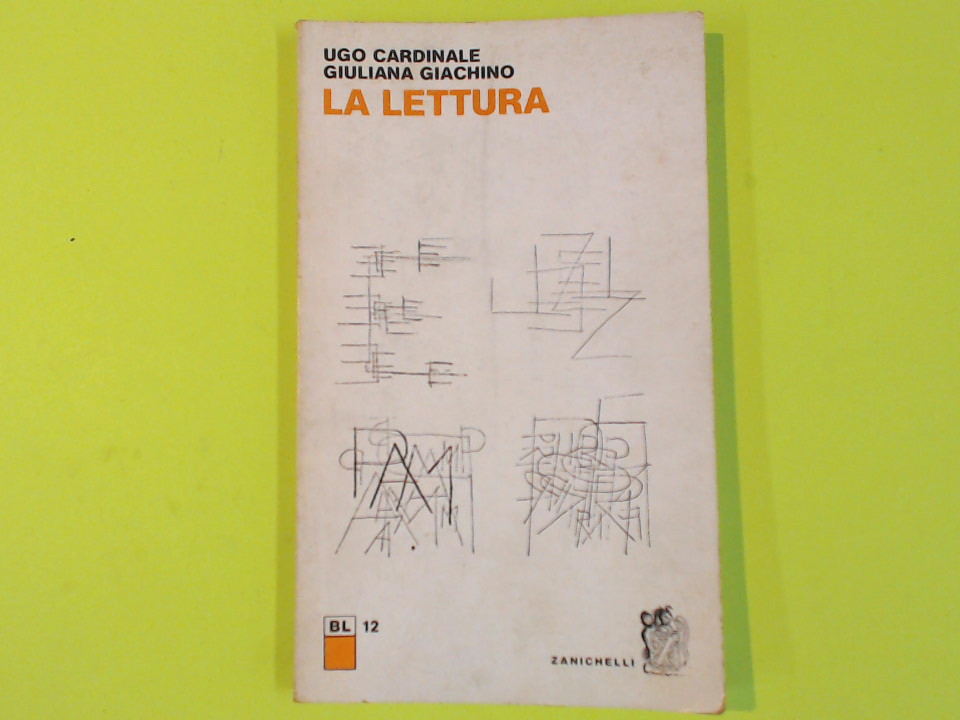 UGO CARDINALE
GIULIANA GIACHINO
LA LETTURA
BL 12
ZANICHELLI